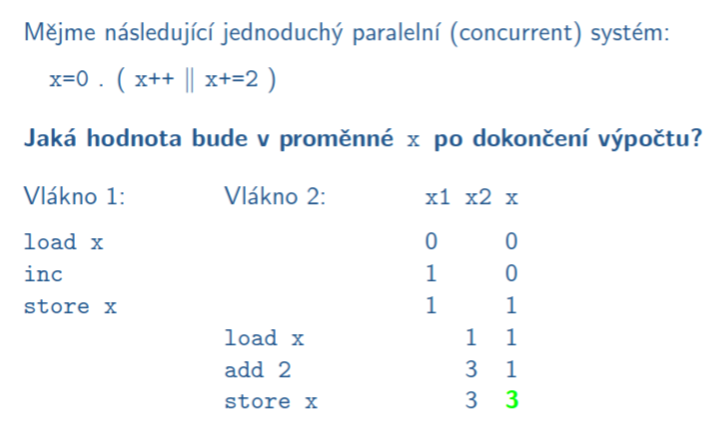 Mějme následující jednoduchý paralelní (concurrent) systém:
x=0 . ( x++ || x+=2 )
Jaká hodnota bude v proměnné x po dokončení výpočtu?
Vlákno 1: Vlákno 2: x1 x2 x
load x 0 0
inc 1 0
store x 1 1
load x 1 1
add 2 3 1
store x 3 3